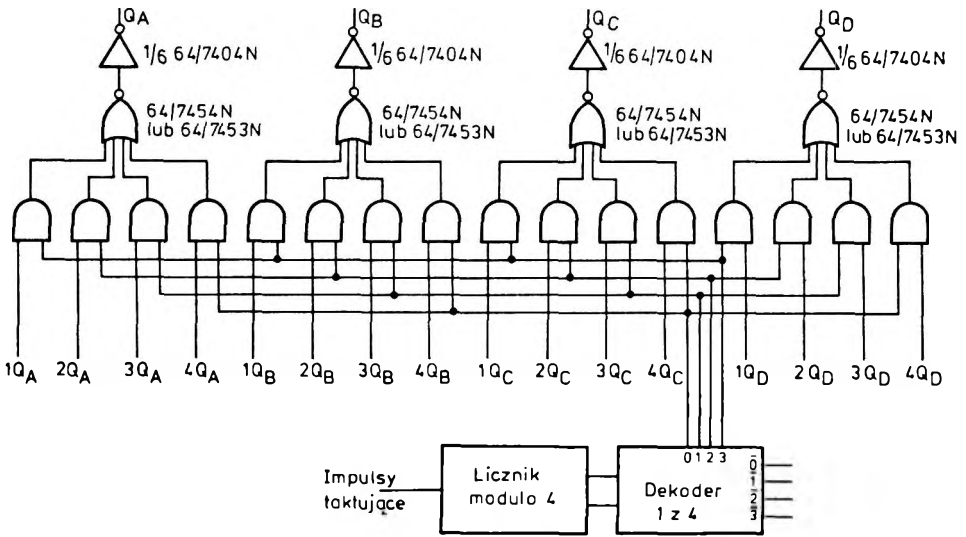 QA QB QC QD
1/6 64/7404N 1/6 64/7404N 1/6 64/7404N 1/6 64/7404N
64/7454N 64/7454N 64/7454N 64/7454N
lub 64/7453N lub 64/7453N lub 64/7453N lub 64/7453N
1QA 2QA 3QA 4QA 1QB 2QB 3QB 4QB 1QC 2QC 3QC 4QC 1QD 2QD 3QD 4QD
0 1 2 3
Impulsy
taktujące
Licznik
modulo 4
Dekoder
1 z 4
0̅
1̅
2̅
3̅